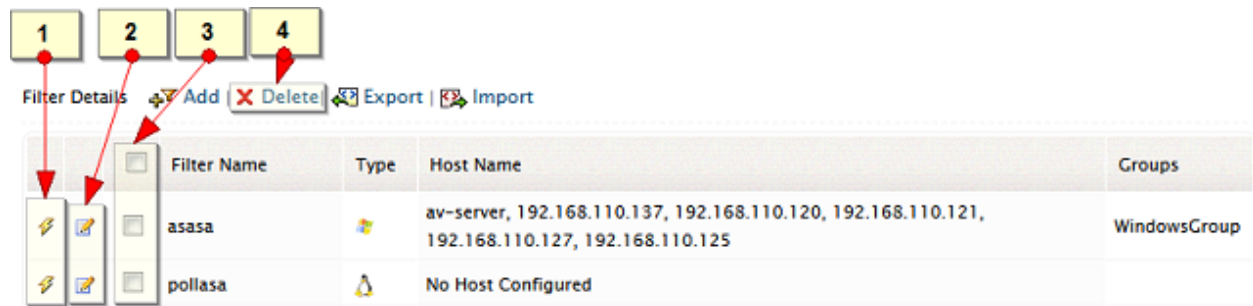 1 2 3 4
Filter Details Add | Delete| Export | Import
Filter Name Type Host Name Groups
asasa av-server, 192.168.110.137, 192.168.110.120, 192.168.110.121, WindowsGroup
192.168.110.127, 192.168.110.125
pollasa No Host Configured